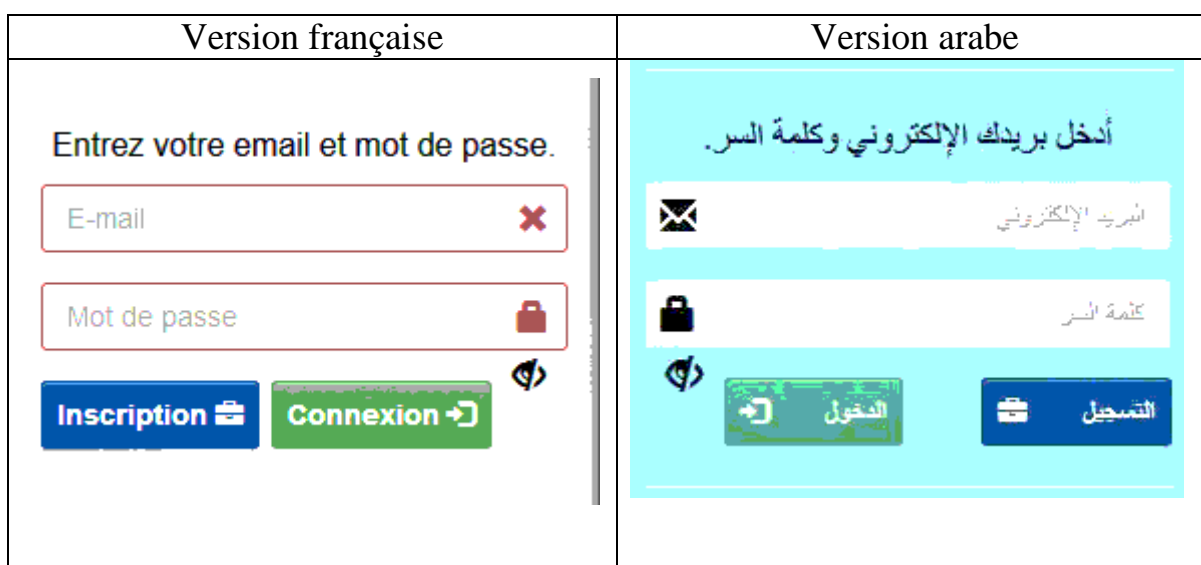 Version française
Version arabe
Entrez votre email et mot de passe.
E-mail
Mot de passe
Inscription
Connexion
أدخل بريدك الإلكتروني وكلمة السر.
البريد الإلكتروني
كلمة السر
التسجيل
الدخول